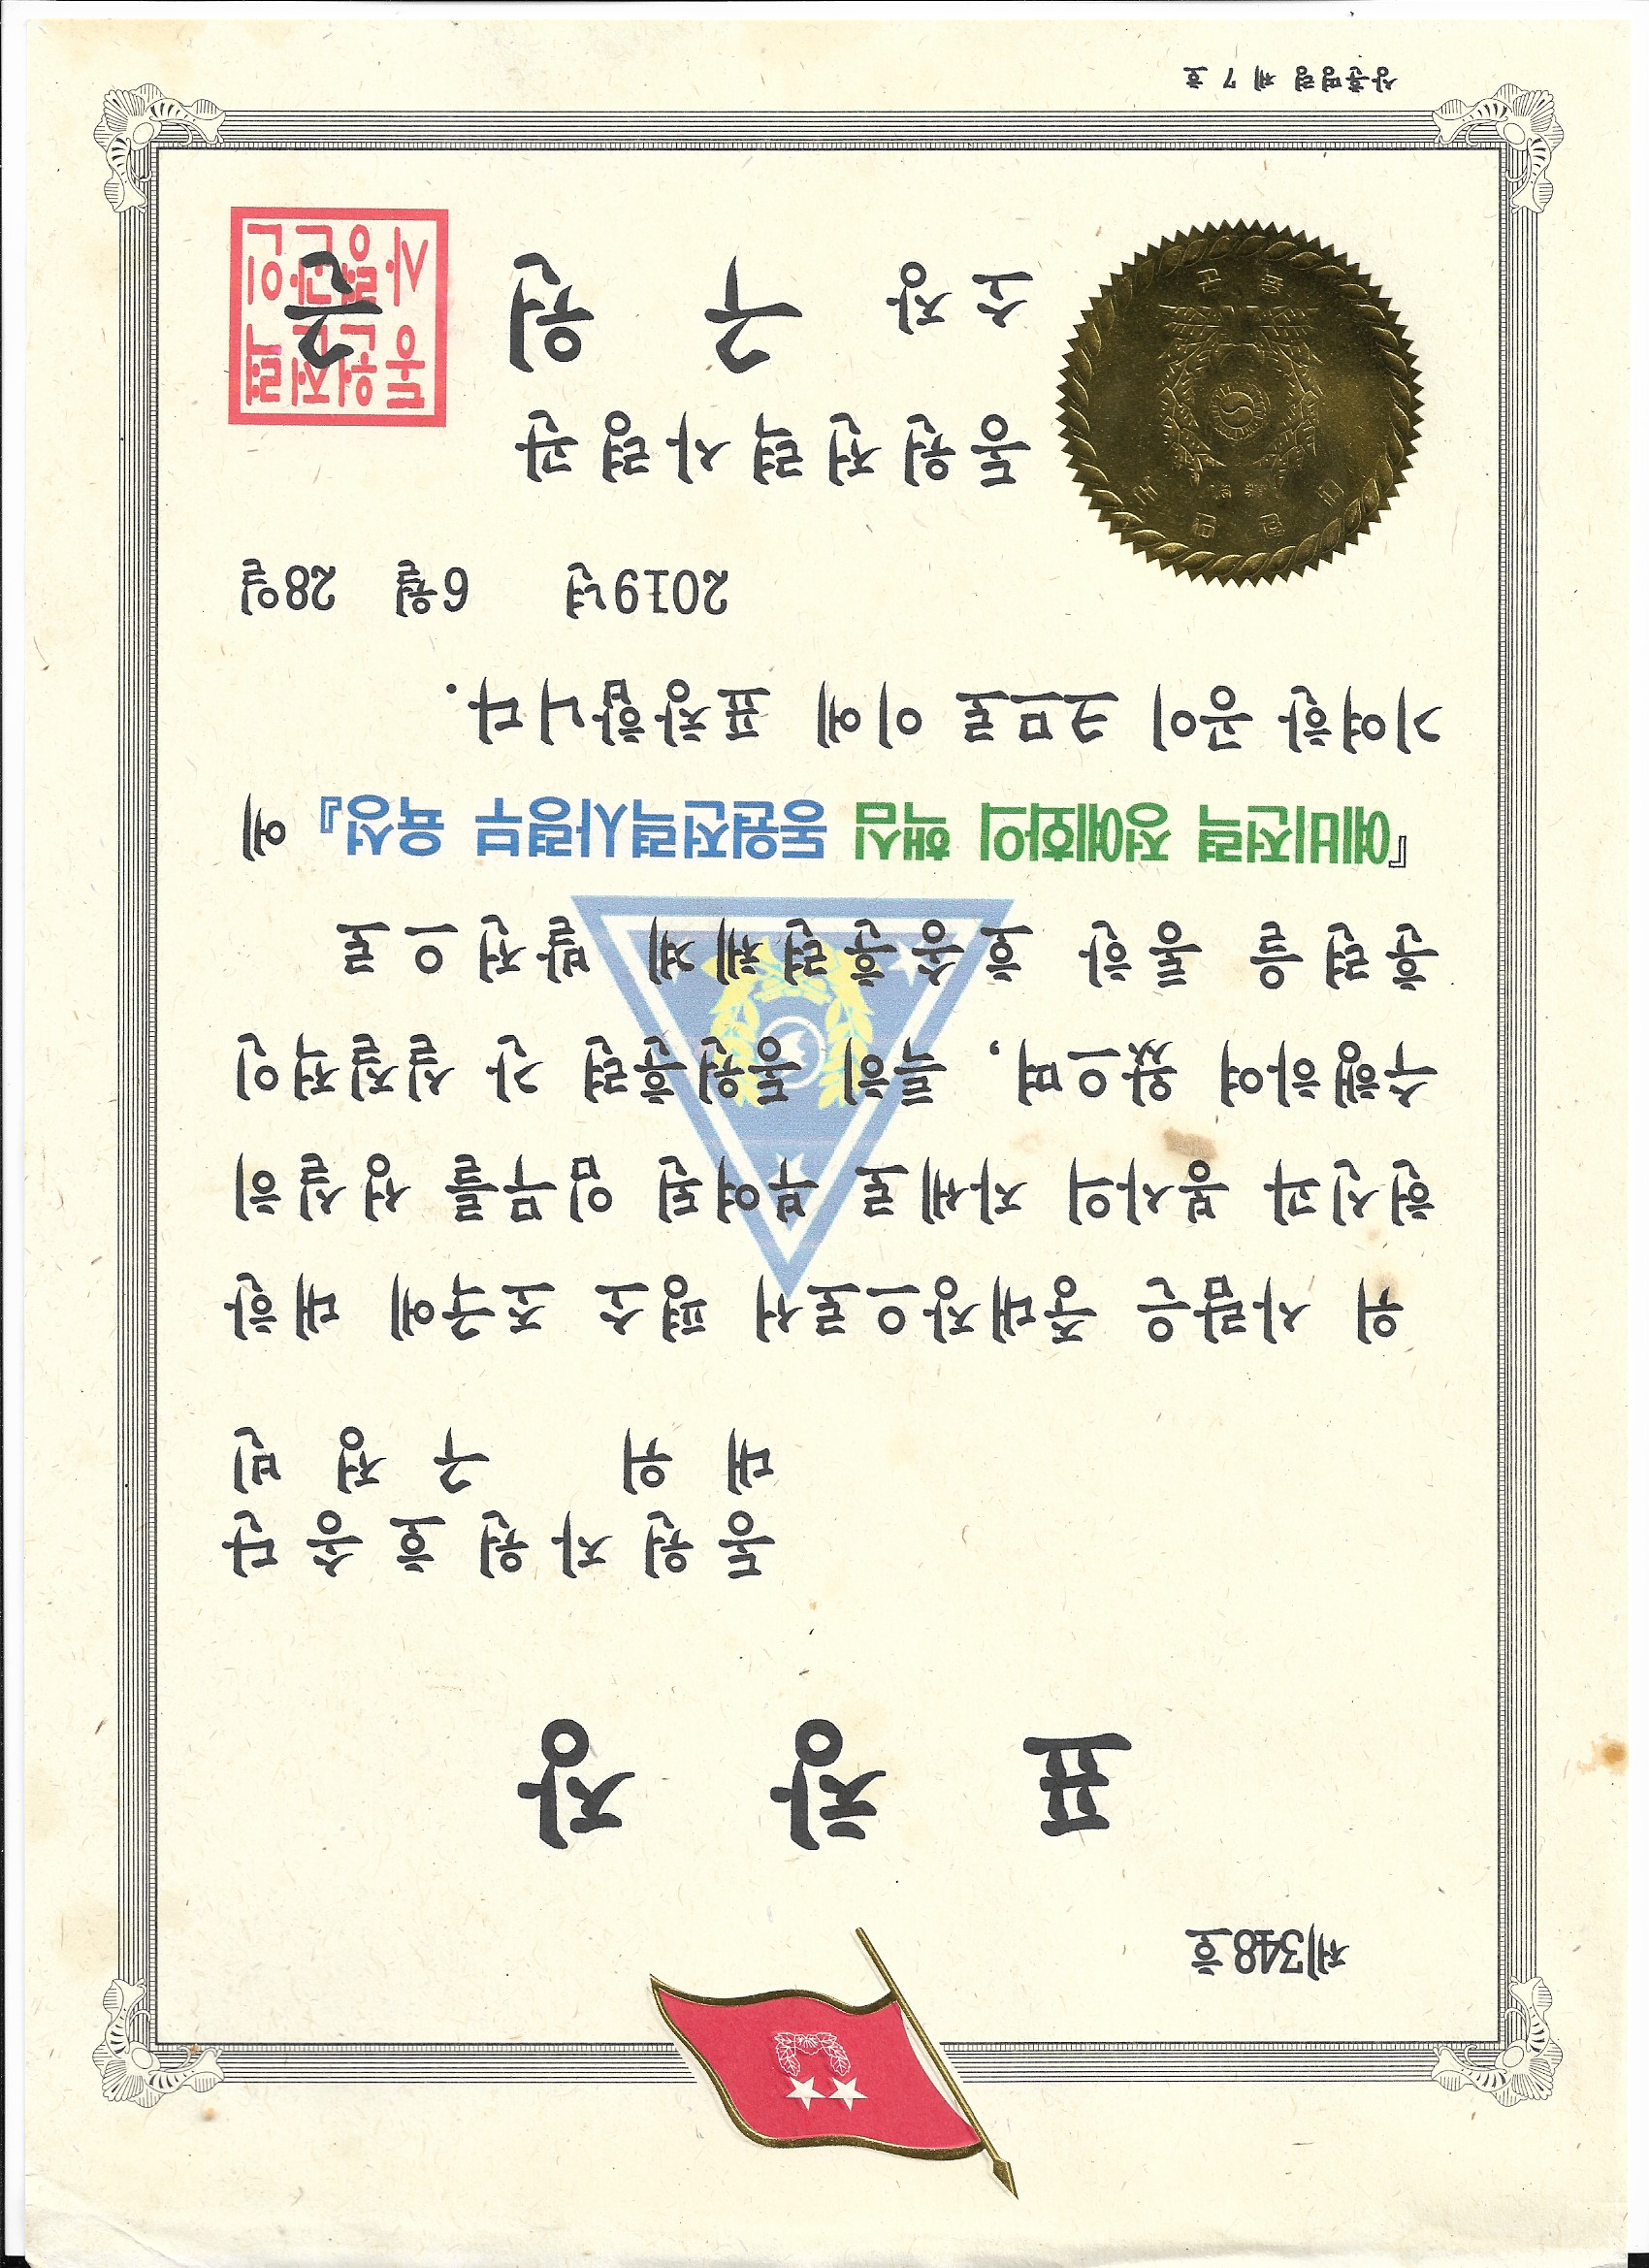 제348호
표 창 장
동원자원호송단
대위 구정빈
위 사람은 중대장으로서 평소 조국에 대한
헌신과 봉사의 자세로 부여된 임무를 성실히
수행하여 왔으며, 특히 동원훈련 간 실질적인
훈련을 통한 호송훈련체계 발전으로
『예비전력 정예화의 핵심 동원전력사령부 육성』에
기여한 공이 크므로 이에 표창합니다.
2019년 6월 28일
대한민국
육군
동원전력사령관
소장 구 원 근
동원전력
사령관인
상훈명령 제 7 호